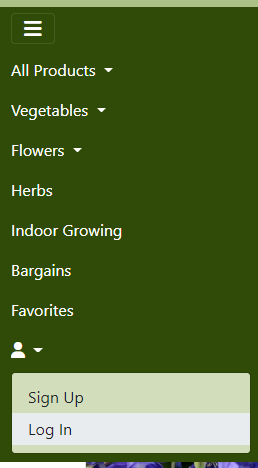 All Products
Vegetables
Flowers
Herbs
Indoor Growing
Bargains
Favorites
Sign Up
Log In